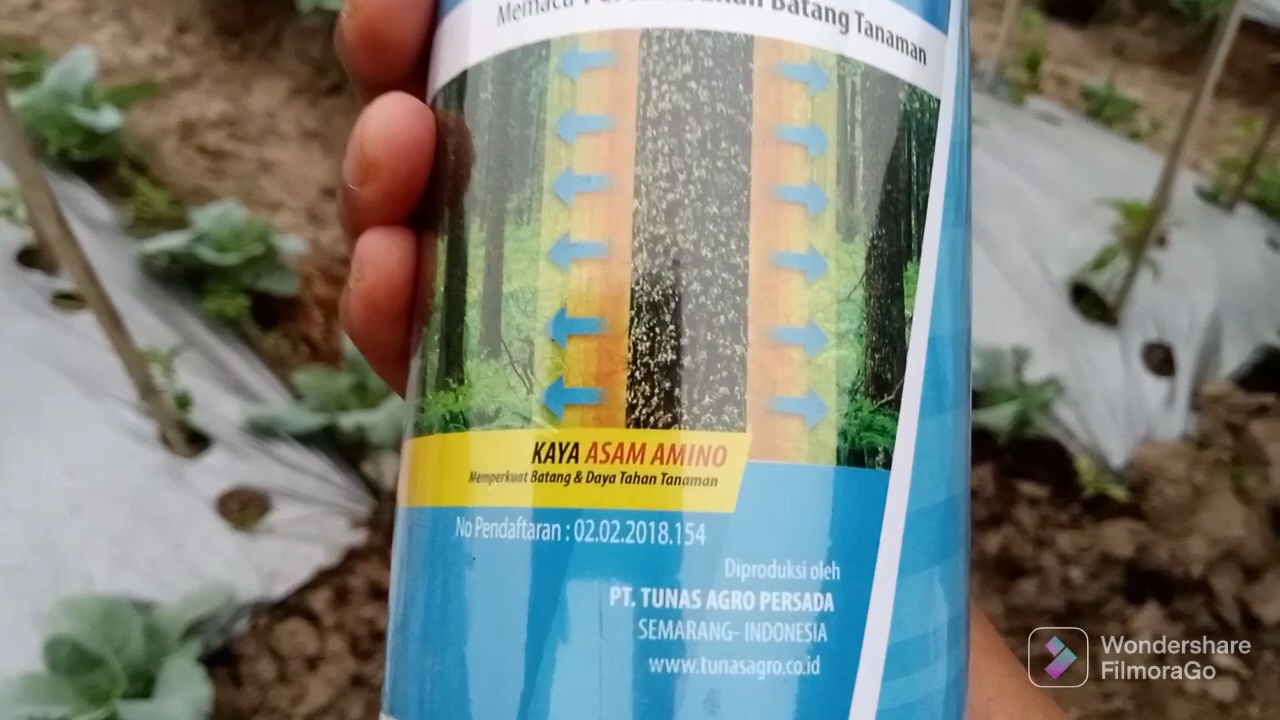 Memacu Batang Tanaman
KAYA ASAM AMINO
Memperkuat Batang & Daya Tahan Tanaman
No Pendaftaran : 02.02.2018.154
Diproduksi oleh
PT. TUNAS AGRO PERSADA
SEMARANG- INDONESIA
www.tunasagro.co.id
Wondershare
FilmoraGo